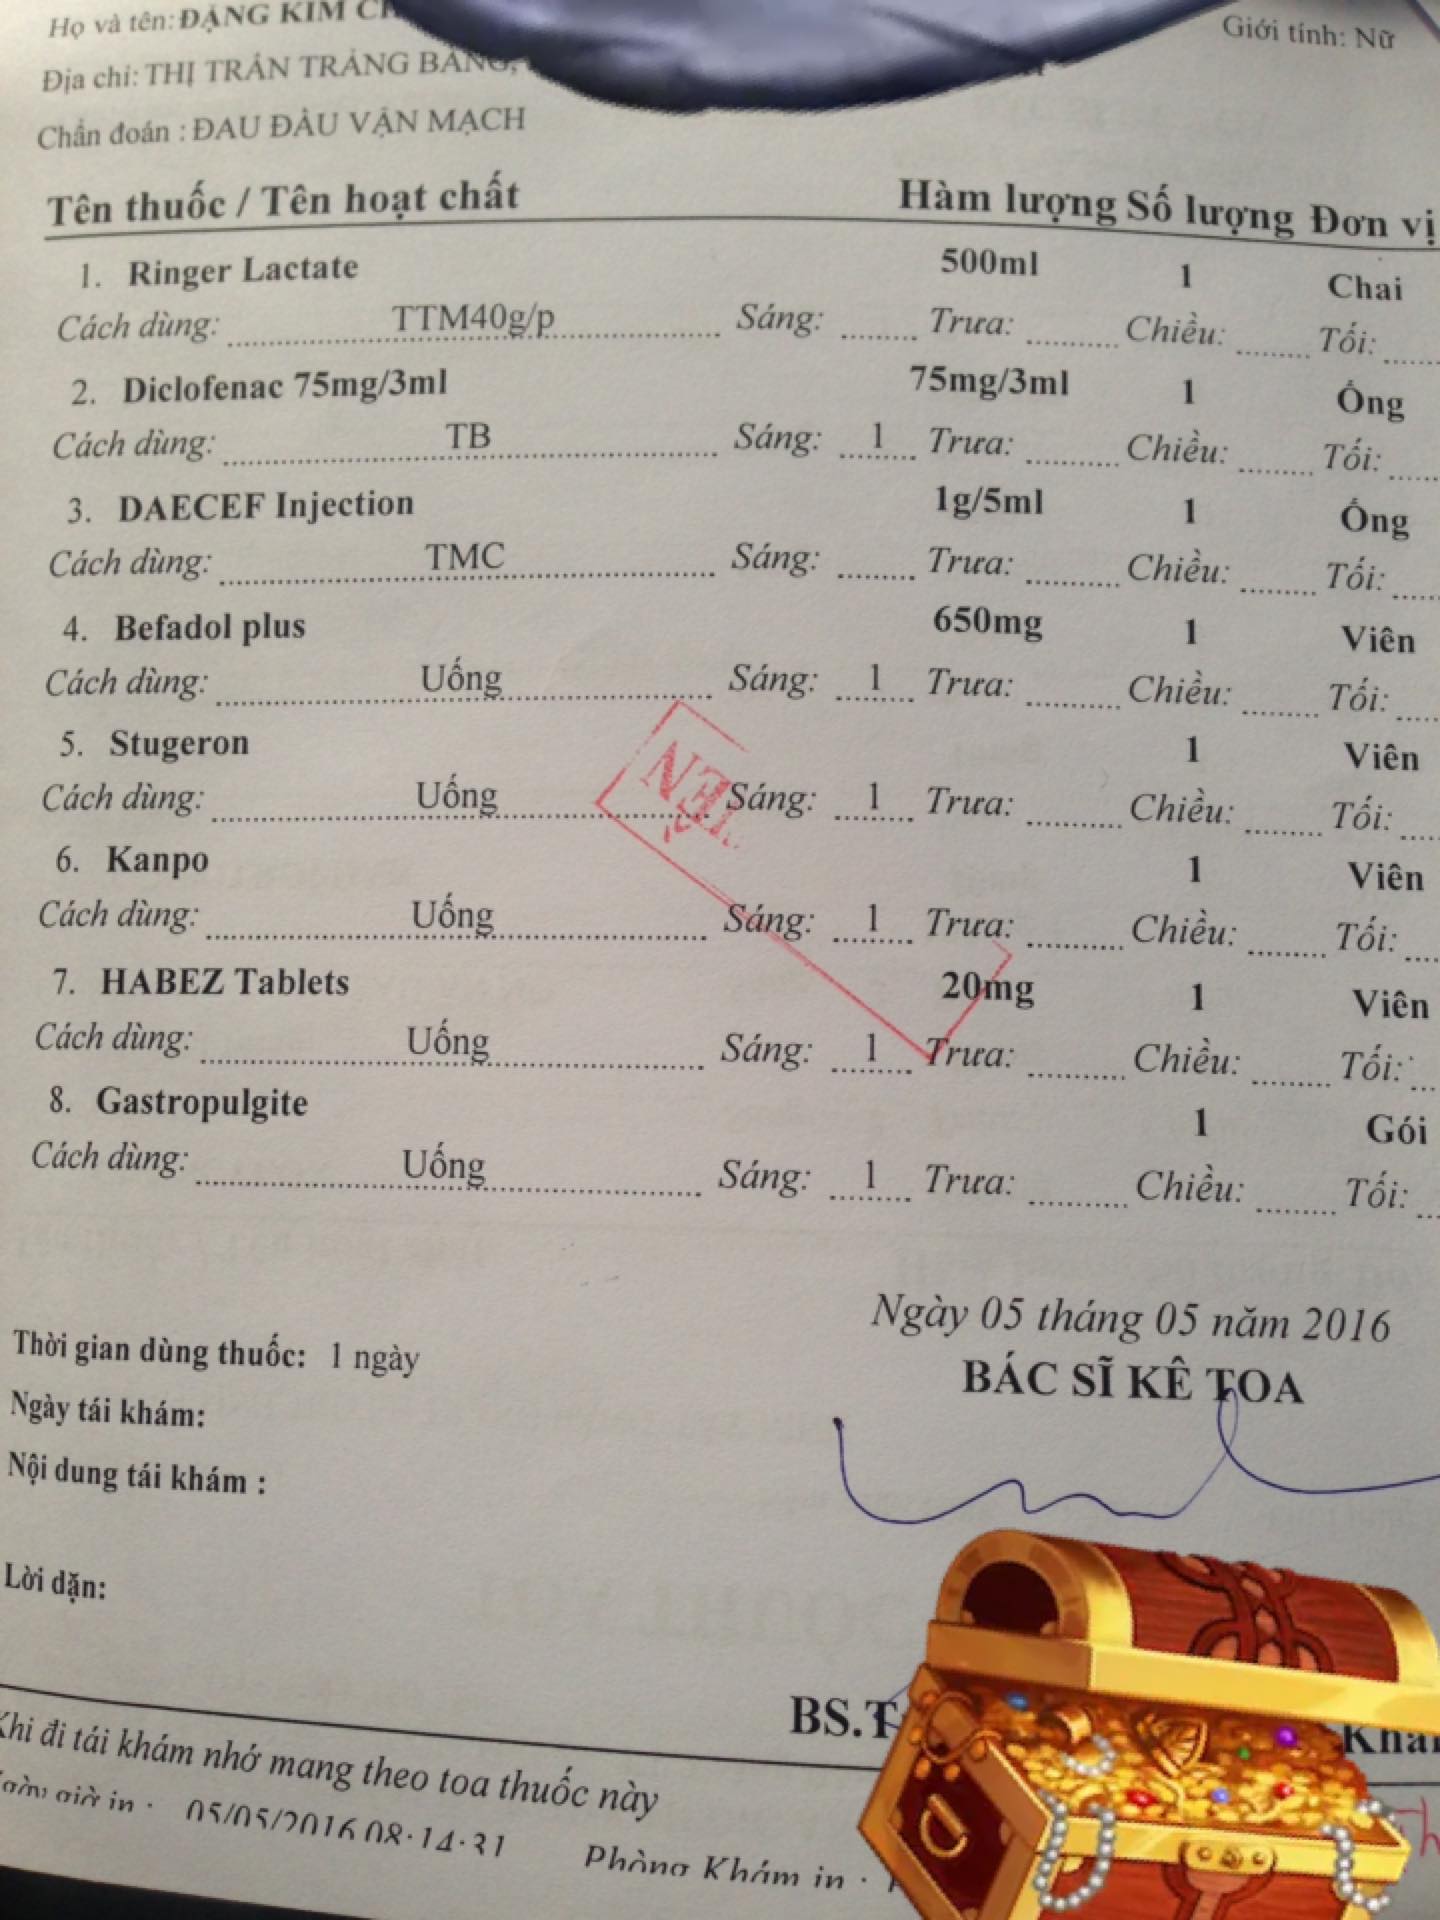 Họ và tên: ĐẶNG KIM
Giới tính: Nữ
Địa chỉ: THỊ TRẤN TRẢNG BÀNG,
Chẩn đoán : ĐAU ĐẦU VẬN MẠCH
Tên thuốc / Tên hoạt chất Hàm lượng Số lượng Đơn vị
1. Ringer Lactate 500ml 1 Chai
Cách dùng: TTM40g/p Sáng: Trưa: Chiều: Tối:
2. Diclofenac 75mg/3ml 75mg/3ml 1 Ống
Cách dùng: TB Sáng: 1 Trưa: Chiều: Tối:
3. DAECEF Injection 1g/5ml 1 Ống
Cách dùng: TMC Sáng: Trưa: Chiều: Tối:
4. Befadol plus 650mg 1 Viên
Cách dùng: Uống Sáng: 1 Trưa: Chiều: Tối:
5. Stugeron 1 Viên
Cách dùng: Uống Sáng: 1 Trưa: Chiều: Tối:
6. Kanpo 1 Viên
Cách dùng: Uống Sáng: 1 Trưa: Chiều: Tối:
7. HABEZ Tablets 20mg 1 Viên
Cách dùng: Uống Sáng: 1 Trưa: Chiều: Tối:
8. Gastropulgite 1 Gói
Cách dùng: Uống Sáng: 1 Trưa: Chiều: Tối:
Ngày 05 tháng 05 năm 2016
Thời gian dùng thuốc: 1 ngày
BÁC SĨ KÊ TOA
Ngày tái khám:
Nội dung tái khám :
Lời dặn:
BS.T
Khi đi tái khám nhớ mang theo toa thuốc này
giờ in : 05/05/2016 08:14:31 Phòng Khám in :